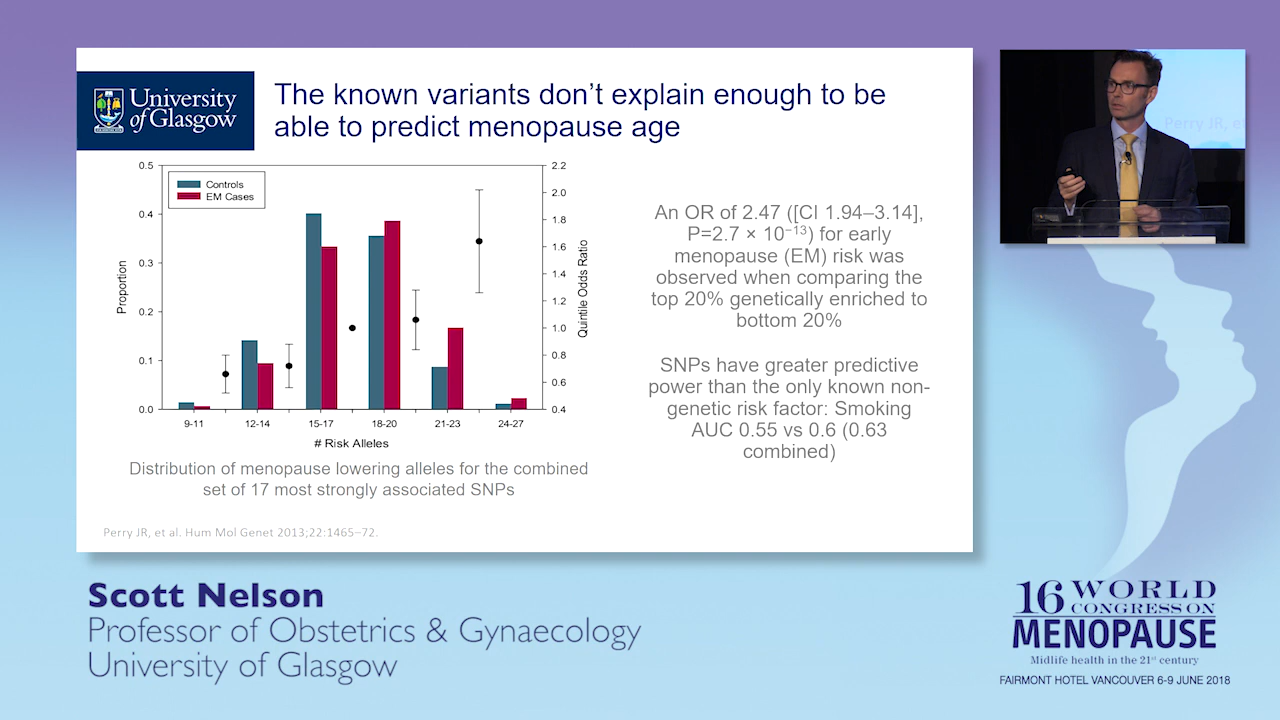 University
of Glasgow
The known variants don't explain enough to be
able to predict menopause age
0.5
0.4
0.3
0.2
0.1
0.0
Proportion
Controls
EM Cases
2.2
2.0
1.8
1.6
1.4
1.2
1.0
0.8
0.6
0.4
Quintile Odds Ratio
9-11
12-14
15-17
18-20
21-23
24-27
# Risk Alleles
Distribution of menopause lowering alleles for the combined
set of 17 most strongly associated SNPs
An OR of 2.47 ([CI 1.94–3.14],
P=2.7 × 10⁻¹³) for early
menopause (EM) risk was
observed when comparing the
top 20% genetically enriched to
bottom 20%
SNPs have greater predictive
power than the only known non-
genetic risk factor: Smoking
AUC 0.55 vs 0.6 (0.63
combined)
Perry JR, et al. Hum Mol Genet 2013;22:1465–72.
Perry JR, et
Scott Nelson
Professor of Obstetrics & Gynaecology
University of Glasgow
16 WORLD
CONGRESS ON
MENOPAUSE
Midlife health in the 21st century
FAIRMONT HOTEL VANCOUVER 6-9 JUNE 2018